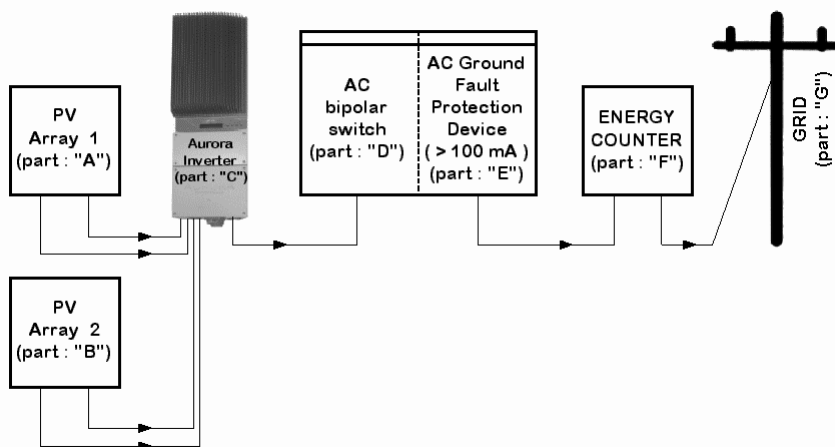 PV
Array 1
(part : "A")
Aurora
Inverter
(part : "C")
AC
bipolar
switch
(part : "D")
AC Ground
Fault
Protection
Device
( > 100 mA )
(part : "E")
ENERGY
COUNTER
(part : "F")
GRID
(part : "G")
PV
Array 2
(part : "B")